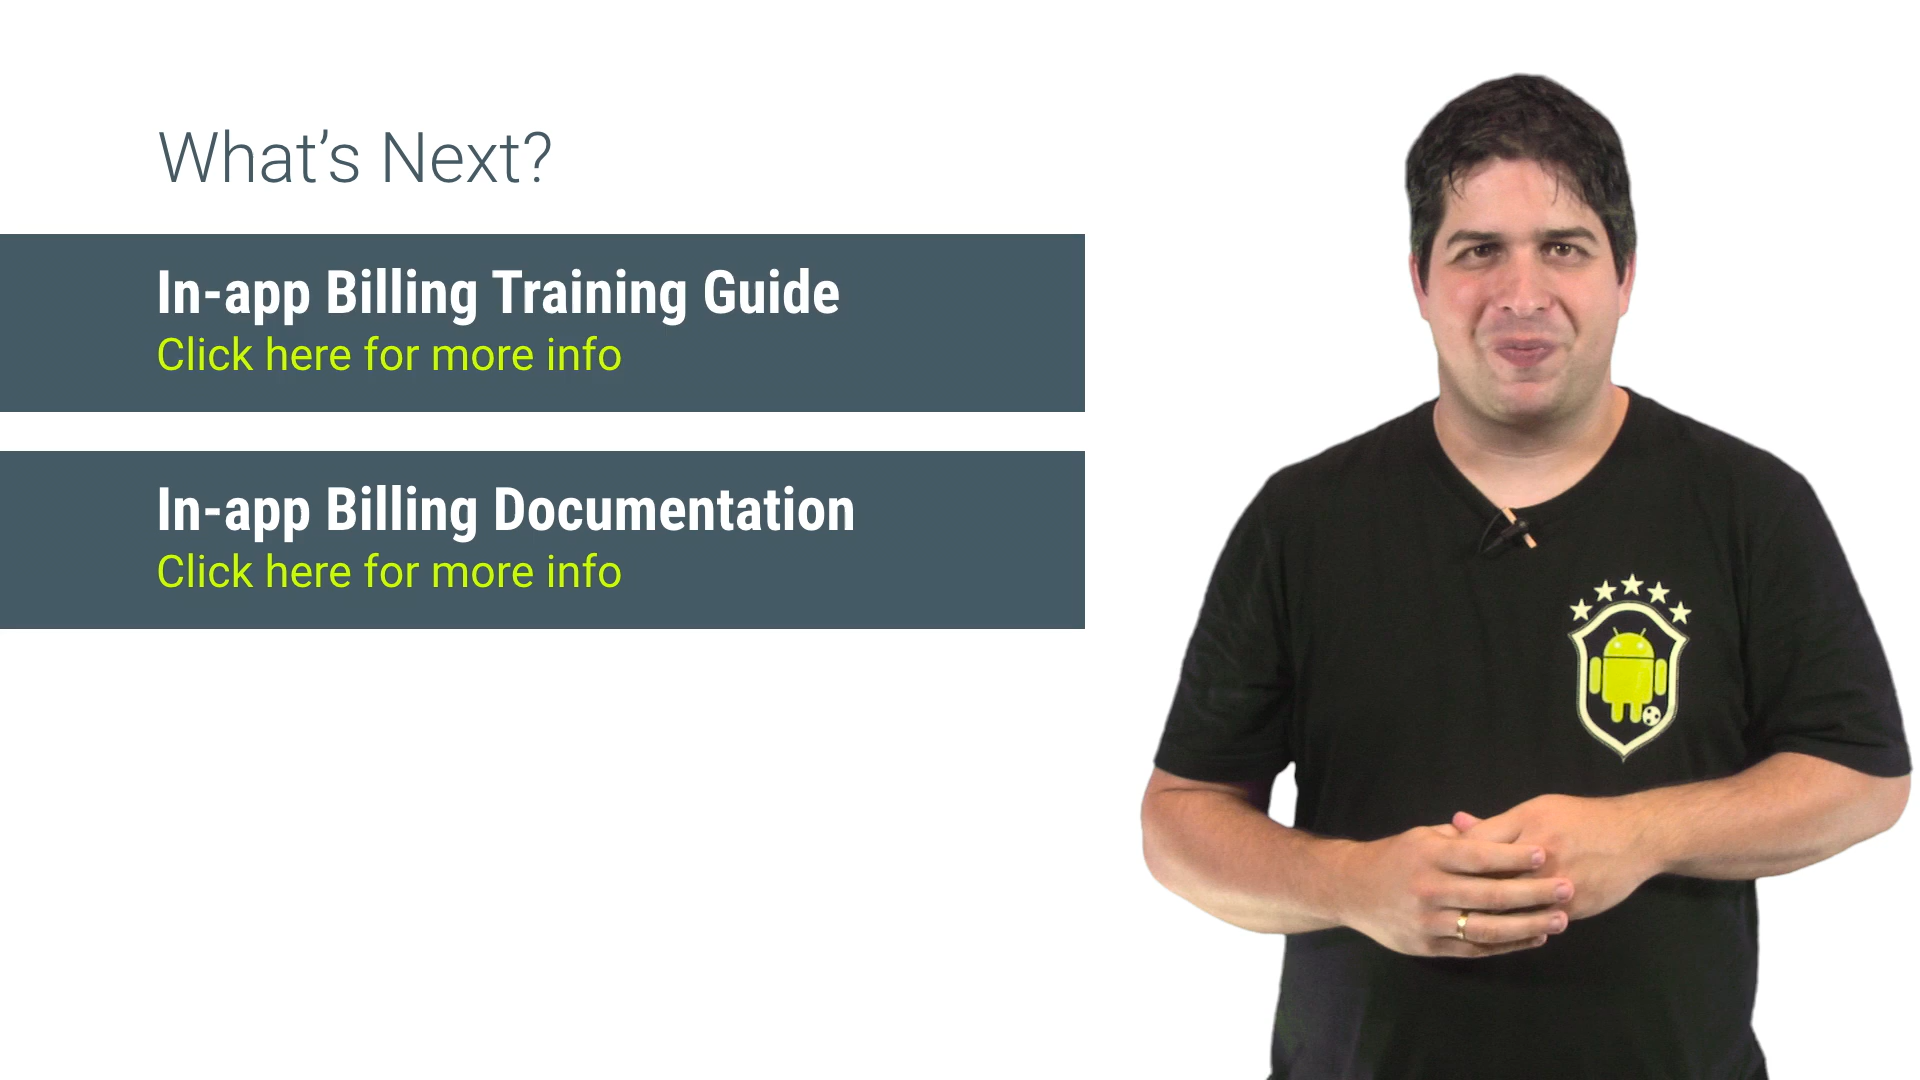 What’s Next?
In-app Billing Training Guide
Click here for more info
In-app Billing Documentation
Click here for more info